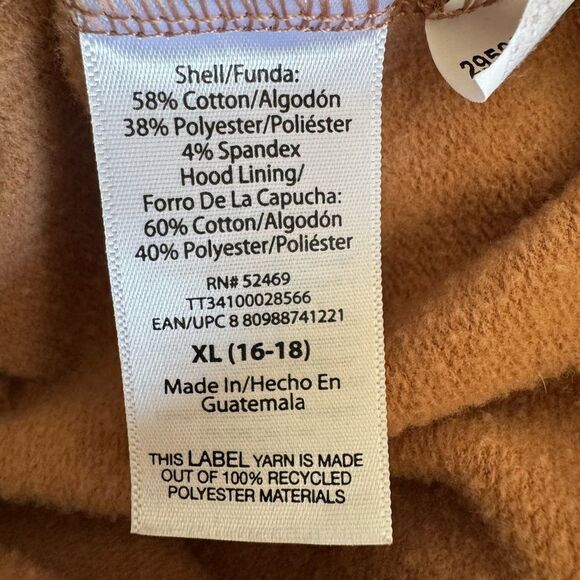 Shell/Funda:
58% Cotton/Algodón
38% Polyester/Poliéster
4% Spandex
Hood Lining/
Forro De La Capucha:
60% Cotton/Algodón
40% Polyester/Poliéster
RN# 52469
TT34100028566
EAN/UPC 8 80988741221
XL (16-18)
Made In/Hecho En
Guatemala
THIS LABEL YARN IS MADE
OUT OF 100% RECYCLED
POLYESTER MATERIALS